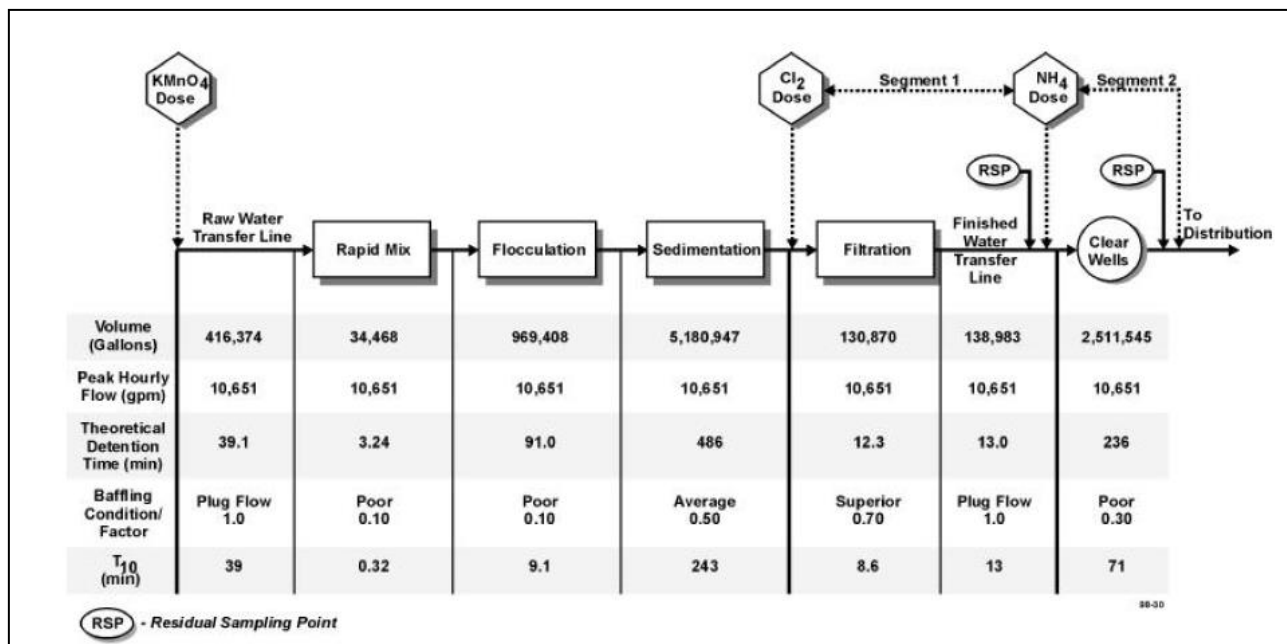 KMnO4
Dose
Cl2
Dose
Segment 1
NH4
Dose
Segment 2
RSP
RSP
Raw Water
Transfer Line
Rapid Mix
Flocculation
Sedimentation
Filtration
Finished
Water
Transfer
Line
Clear
Wells
To
Distribution
Volume
(Gallons)
416,374 34,468 969,408 5,180,947 130,870 138,983 2,511,545
Peak Hourly
Flow (gpm)
10,651 10,651 10,651 10,651 10,651 10,651 10,651
Theoretical
Detention
Time (min)
39.1 3.24 91.0 486 12.3 13.0 236
Baffling
Condition/
Factor
Plug Flow Poor Poor Average Superior Plug Flow Poor
1.0 0.10 0.10 0.50 0.70 1.0 0.30
T10
(min)
39 0.32 9.1 243 8.6 13 71
RSP - Residual Sampling Point